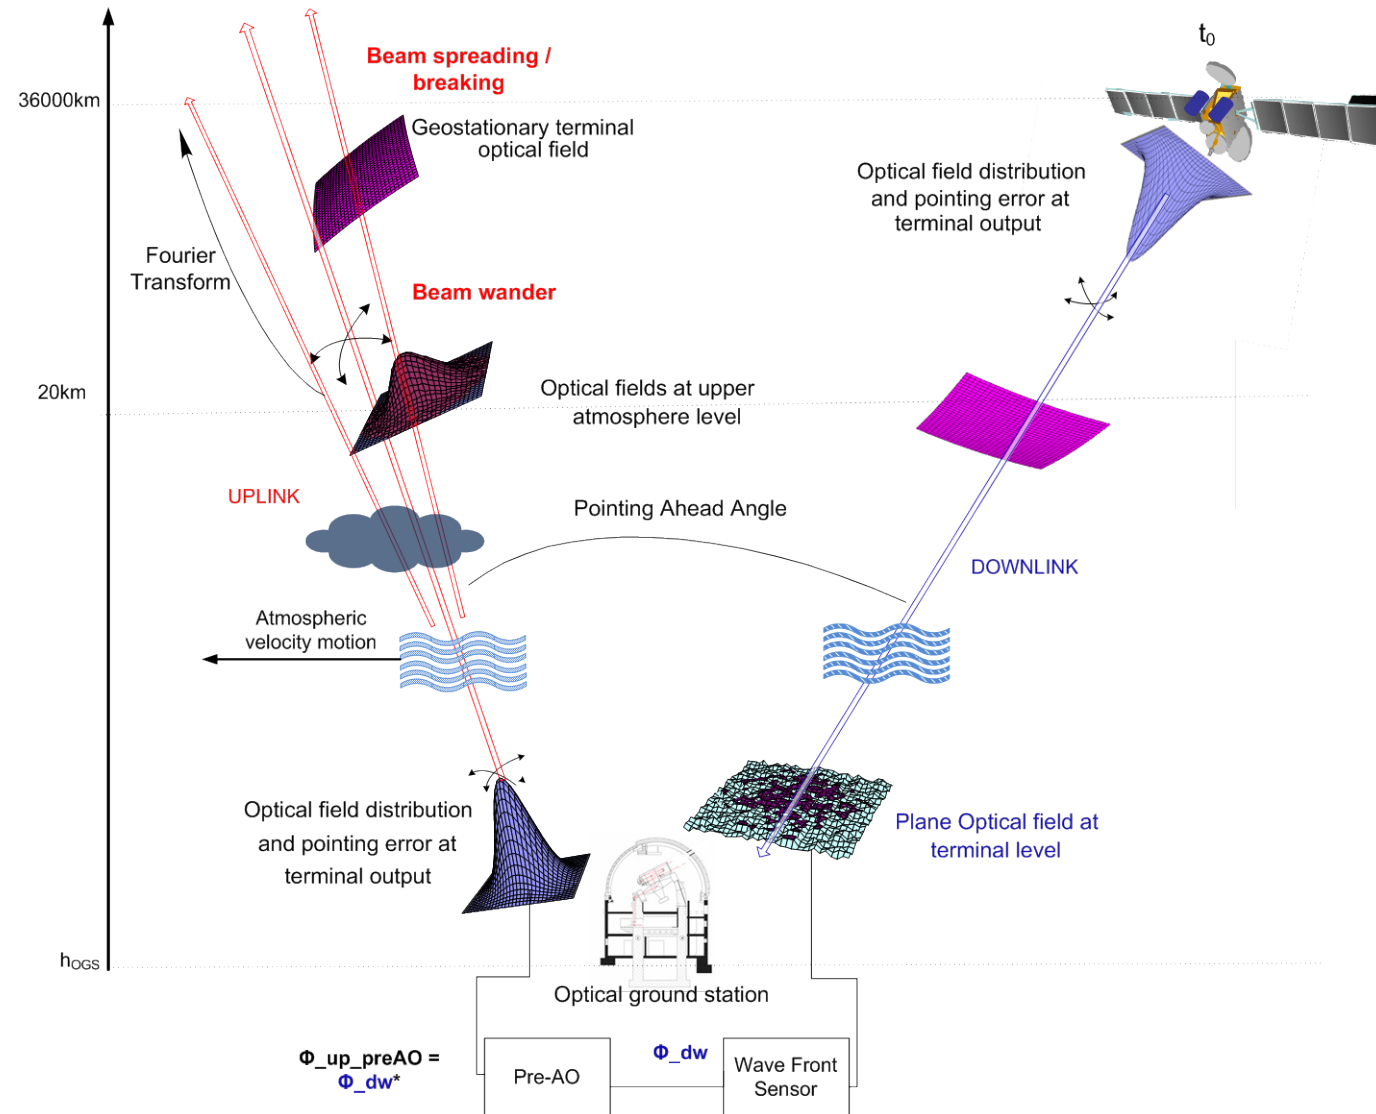 t0
Beam spreading /
breaking
36000km
Geostationary terminal
optical field
Optical field distribution
and pointing error at
terminal output
Fourier
Transform
Beam wander
20km
Optical fields at upper
atmosphere level
UPLINK
Pointing Ahead Angle
DOWNLINK
Atmospheric
velocity motion
Optical field distribution
and pointing error at
terminal output
Plane Optical field at
terminal level
hOGS
Optical ground station
Φ_up_preAO =
Φ_dw*
Pre-AO
Φ_dw
Wave Front
Sensor